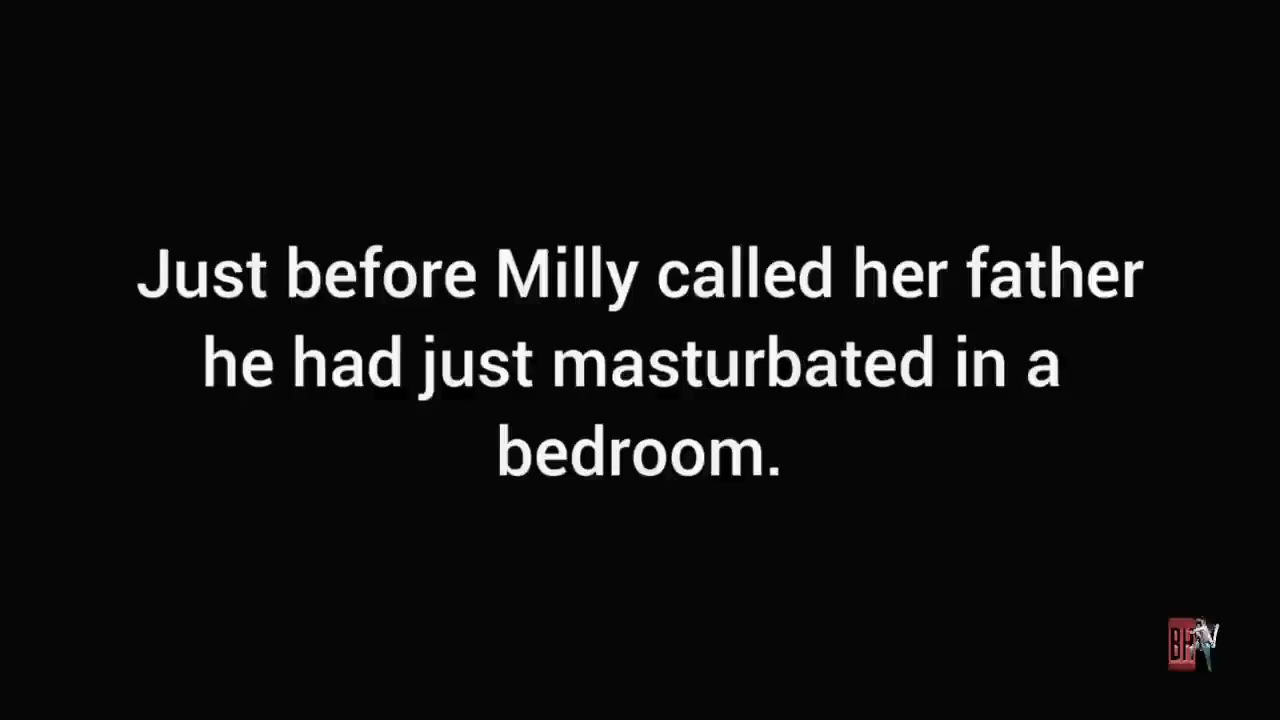 Just before Milly called her father
he had just masturbated in a
bedroom.